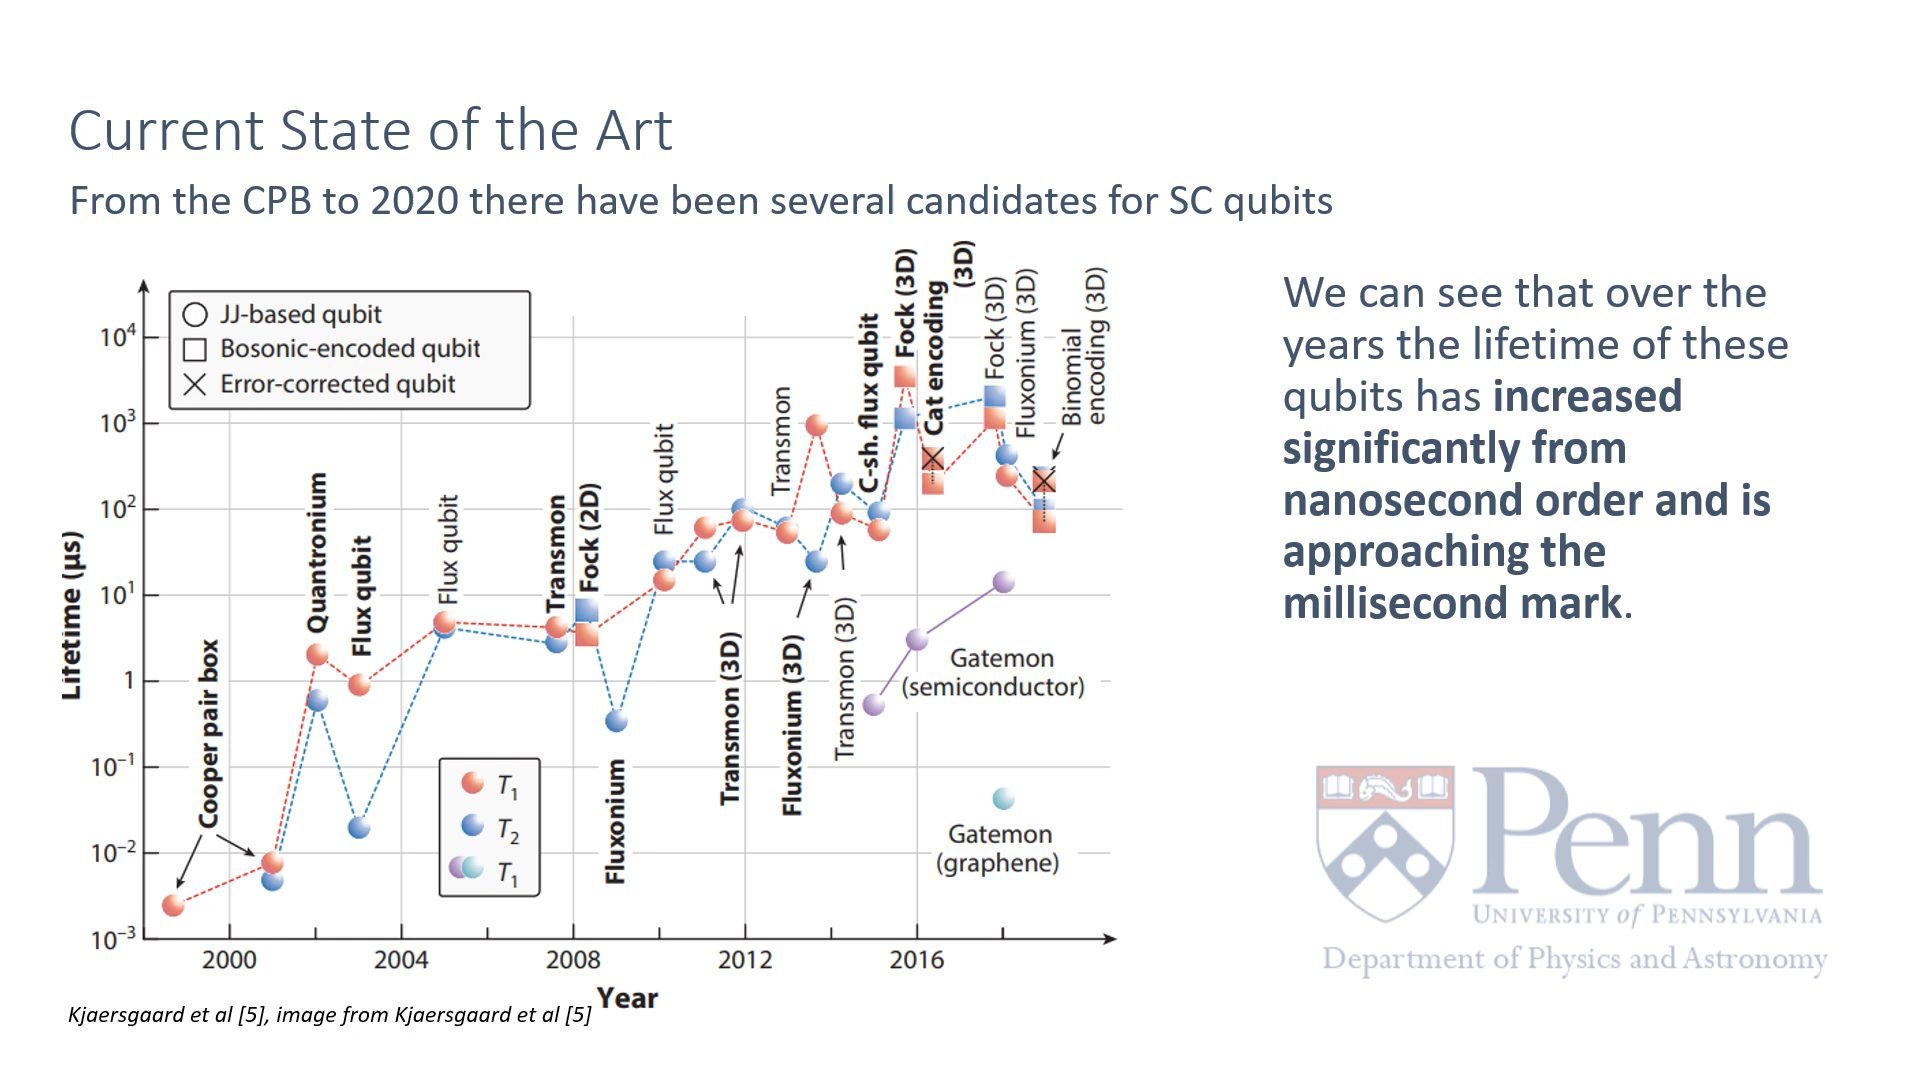 Current State of the Art
From the CPB to 2020 there have been several candidates for SC qubits
JJ-based qubit
Bosonic-encoded qubit
Error-corrected qubit
Lifetime (µs)
10⁴
10³
10²
10¹
1
10⁻¹
10⁻²
10⁻³
Cooper pair box
Quantronium
Flux qubit
Flux qubit
Transmon
Fock (2D)
Fluxonium
Flux qubit
Transmon (3D)
Transmon
Fluxonium (3D)
Transmon (3D)
C-sh. flux qubit
Fock (3D)
Cat encoding
(3D)
Fock (3D)
Fluxonium (3D)
Binomial
encoding (3D)
Gatemon
(semiconductor)
Gatemon
(graphene)
T₁
T₂
T₁
2000
2004
2008
2012
2016
Year
Kjaersgaard et al [5], image from Kjaersgaard et al [5]
We can see that over the
years the lifetime of these
qubits has increased
significantly from
nanosecond order and is
approaching the
millisecond mark.
Penn
UNIVERSITY of PENNSYLVANIA
Department of Physics and Astronomy